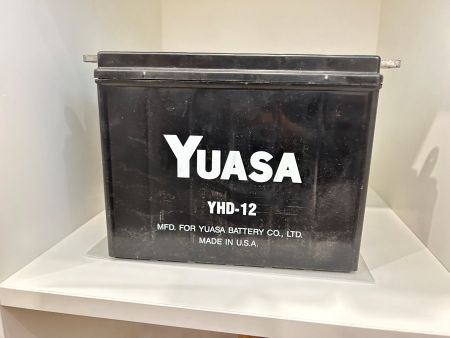 YUASA
YHD-12
MFD. FOR YUASA BATTERY CO., LTD.
MADE IN U.S.A.